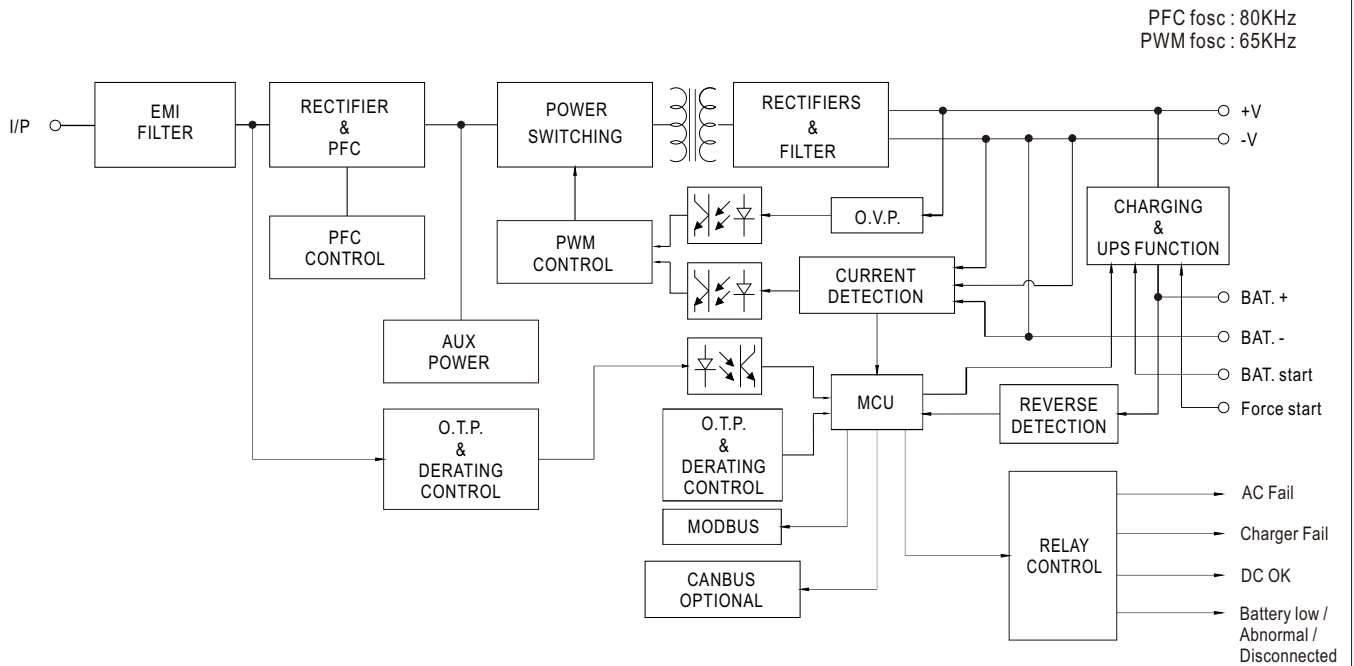 PFC fosc : 80KHz
PWM fosc : 65KHz
I/P
EMI
FILTER
RECTIFIER
&
PFC
POWER
SWITCHING
RECTIFIERS
&
FILTER
+V
-V
PFC
CONTROL
PWM
CONTROL
O.V.P.
CHARGING
&
UPS FUNCTION
CURRENT
DETECTION
BAT. +
BAT. -
AUX
POWER
BAT. start
Force start
MCU
REVERSE
DETECTION
O.T.P.
&
DERATING
CONTROL
O.T.P.
&
DERATING
CONTROL
MODBUS
CANBUS
OPTIONAL
RELAY
CONTROL
AC Fail
Charger Fail
DC OK
Battery low /
Abnormal /
Disconnected